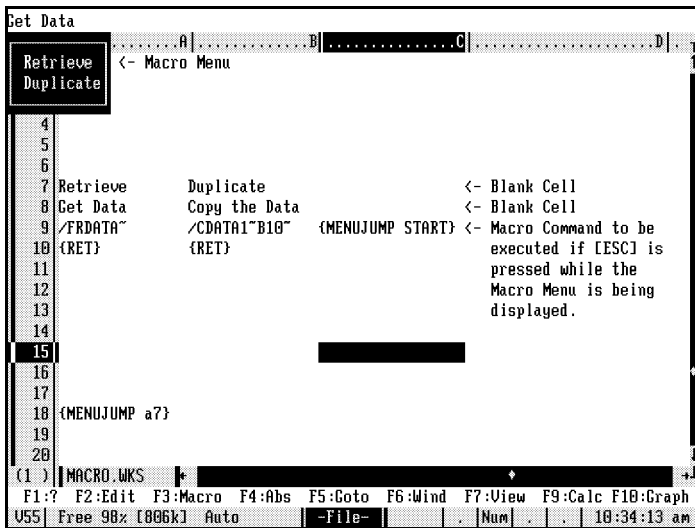 Get Data
A B C D
Retrieve <- Macro Menu
Duplicate
4
5
6
7 Retrieve Duplicate <- Blank Cell
8 Get Data Copy the Data <- Blank Cell
9 /FRDATA~ /CDATA1~B10~ {MENUJUMP START} <- Macro Command to be
10 {RET} {RET} executed if [ESC] is
11 pressed while the
12 Macro Menu is being
13 displayed.
14
15
16
17
18 {MENUJUMP a7}
19
20
(1 ) MACRO.WKS
F1:? F2:Edit F3:Macro F4:Abs F5:Goto F6:Wind F7:View F9:Calc F10:Graph
V55 Free 98% [806k] Auto -File- Num 10:34:13 am